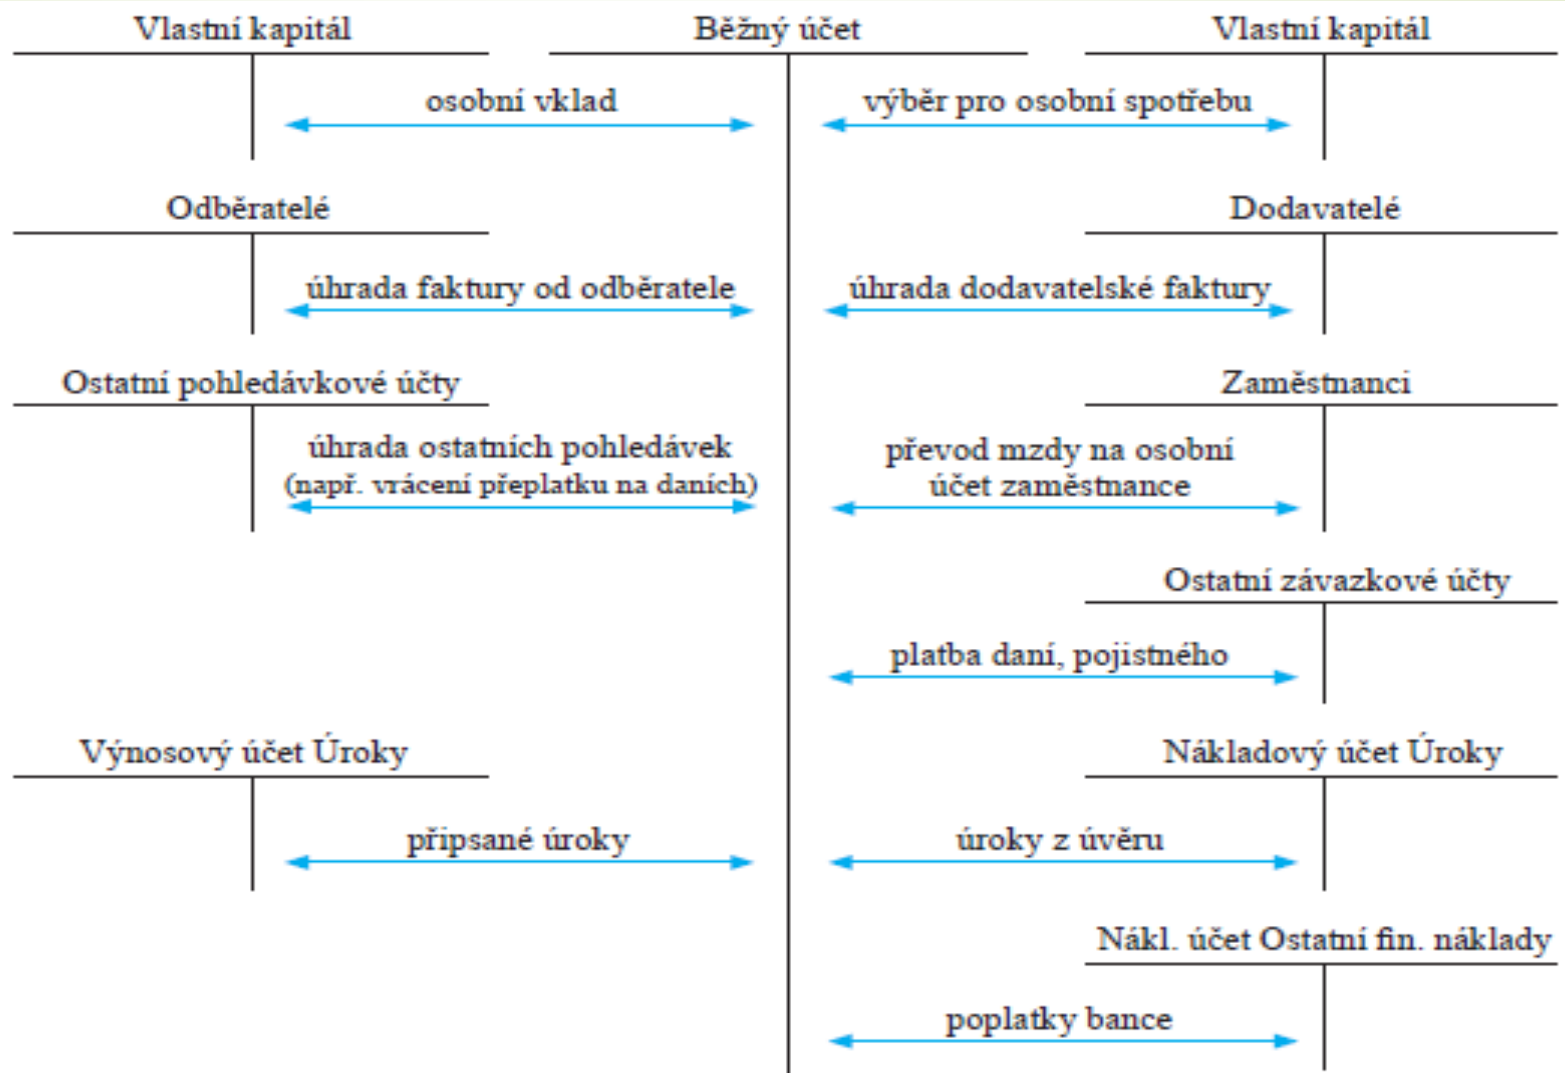 Vlastní kapitál
Běžný účet
Vlastní kapitál
osobní vklad
výběr pro osobní spotřebu
Odběratelé
Dodavatelé
úhrada faktury od odběratele
úhrada dodavatelské faktury
Ostatní pohledávkové účty
Zaměstnanci
úhrada ostatních pohledávek
(např. vrácení přeplatku na daních)
převod mzdy na osobní
účet zaměstnance
Ostatní závazkové účty
platba daní, pojistného
Výnosový účet Úroky
Nákladový účet Úroky
připsané úroky
úroky z úvěru
Nákl. účet Ostatní fin. náklady
poplatky bance